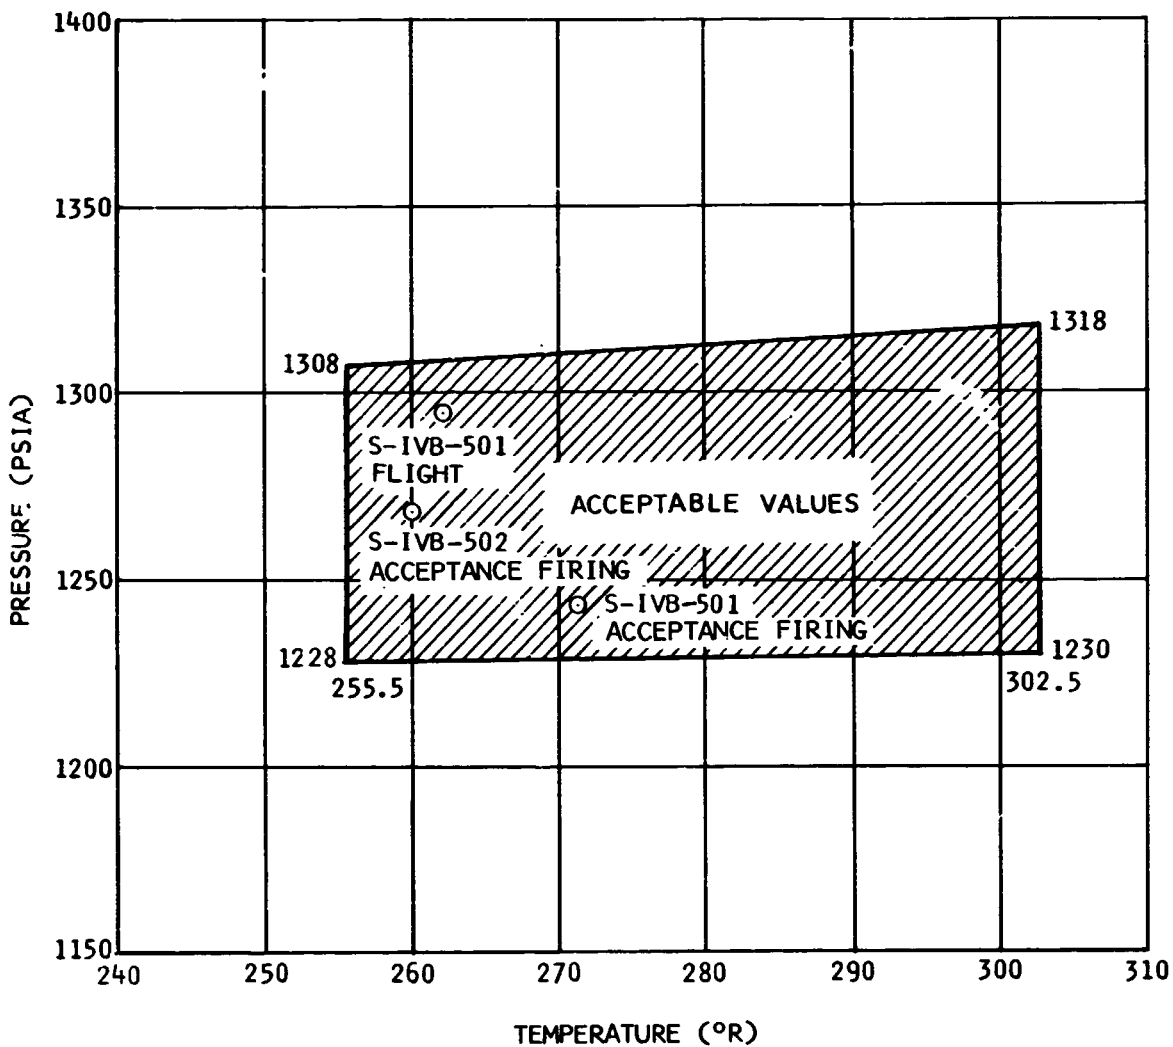 1400
1350
1318
1308
1300
S-IVB-501
FLIGHT
ACCEPTABLE VALUES
S-IVB-502
ACCEPTANCE FIRING
1250
S-IVB-501
ACCEPTANCE FIRING
1228
1230
255.5
302.5
1200
1150
240 250 260 270 280 290 300 310
PRESSURE (PSIA)
TEMPERATURE (°R)